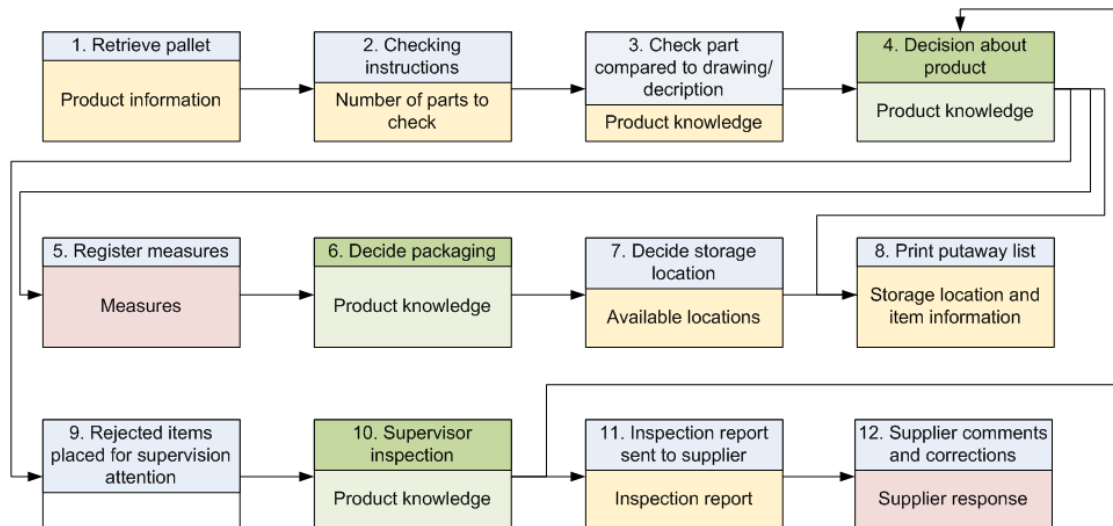 1. Retrieve pallet
Product information
2. Checking
instructions
Number of parts to
check
3. Check part
compared to drawing/
decription
Product knowledge
4. Decision about
product
Product knowledge
5. Register measures
Measures
6. Decide packaging
Product knowledge
7. Decide storage
location
Available locations
8. Print putaway list
Storage location and
item information
9. Rejected items
placed for supervision
attention
10. Supervisor
inspection
Product knowledge
11. Inspection report
sent to supplier
Inspection report
12. Supplier comments
and corrections
Supplier response